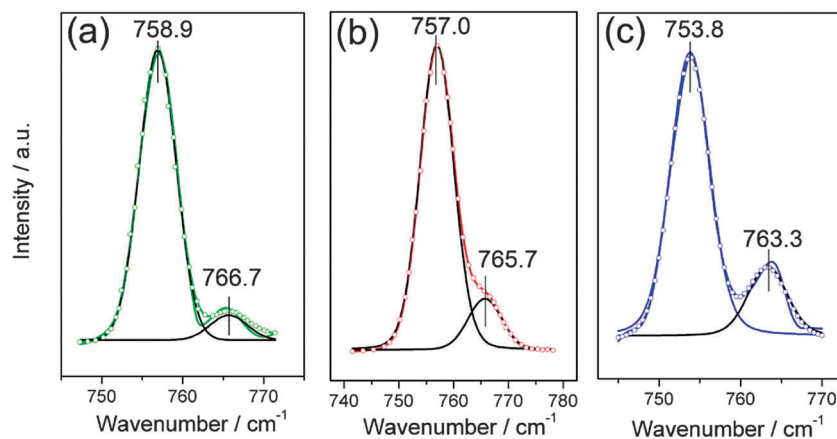 (a)
758.9
766.7
750
760
770
Wavenumber / cm⁻¹
Intensity / a.u.
(b)
757.0
765.7
740
750
760
770
780
Wavenumber / cm⁻¹
(c)
753.8
763.3
750
760
770
Wavenumber / cm⁻¹